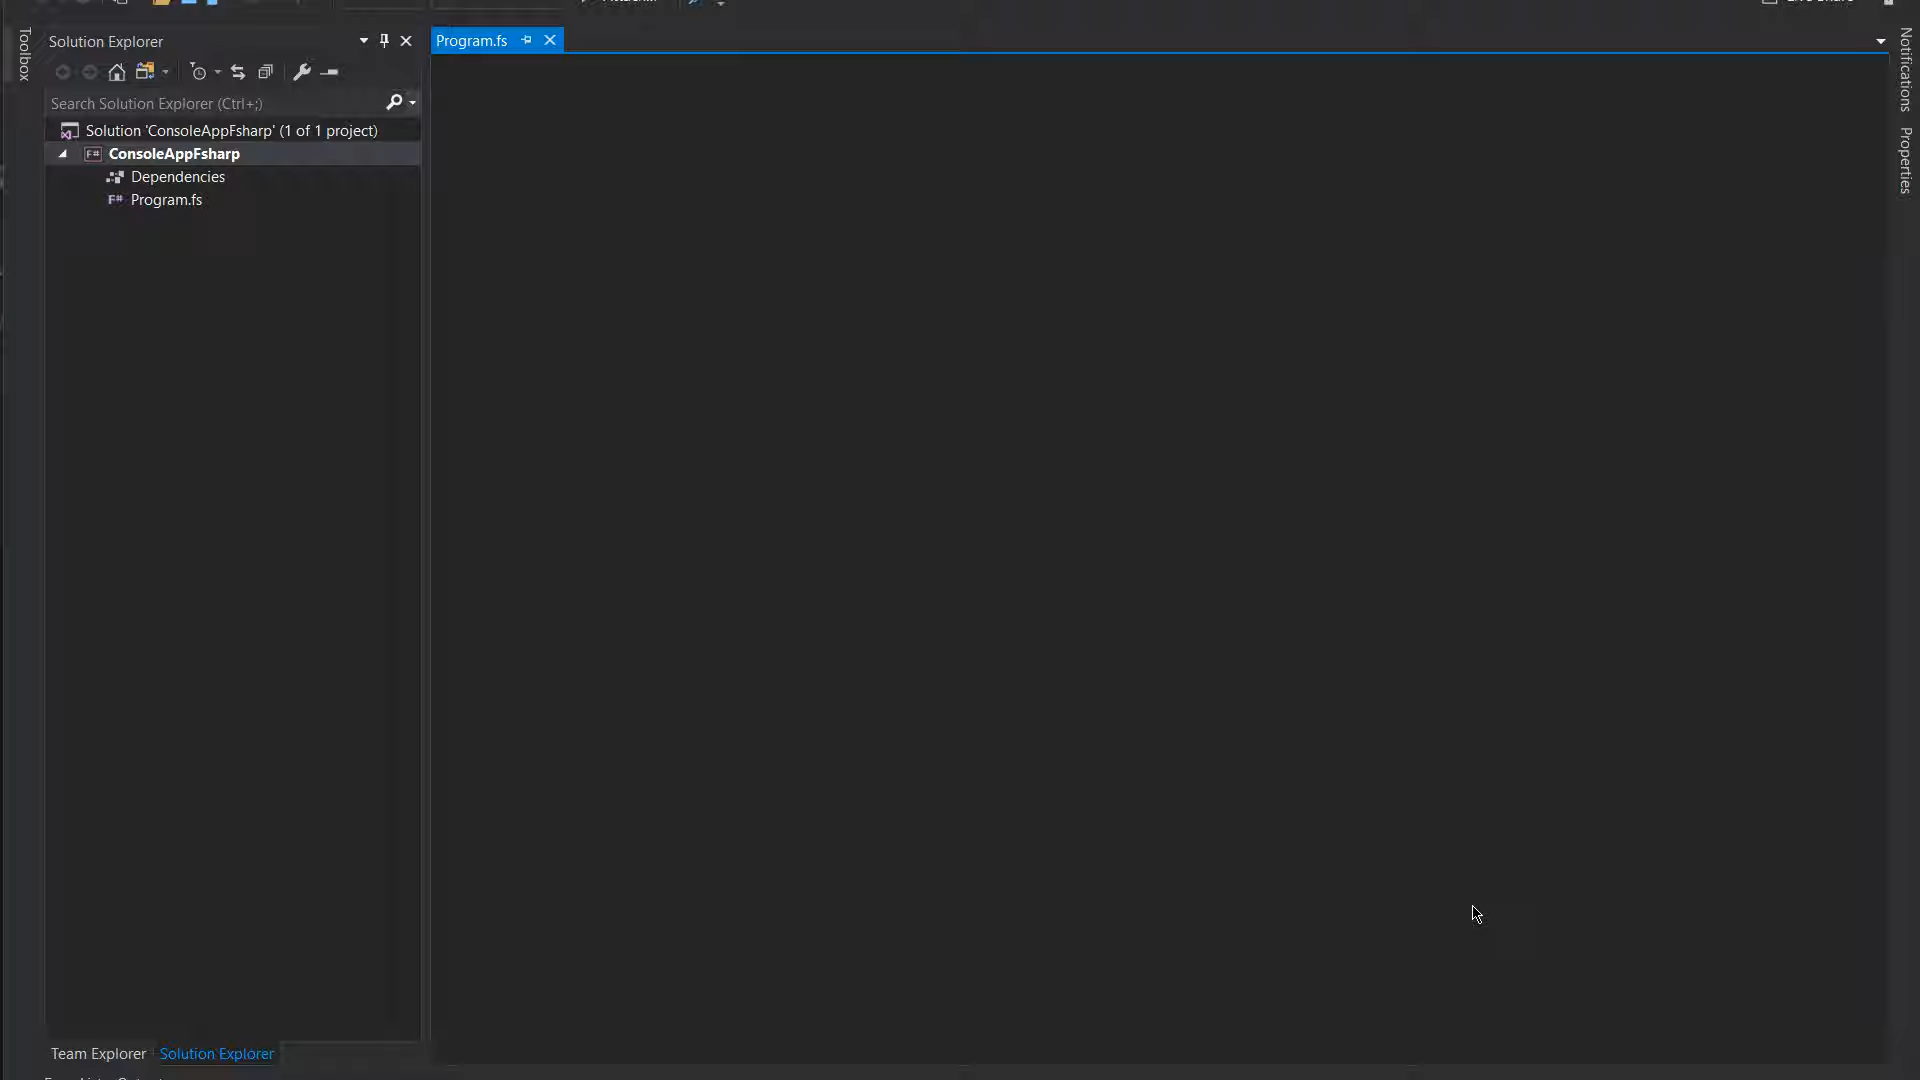 Toolbox
Solution Explorer
Program.fs
Notifications
Properties
Search Solution Explorer (Ctrl+;)
Solution 'ConsoleAppFsharp' (1 of 1 project)
F# ConsoleAppFsharp
Dependencies
F# Program.fs
Team Explorer Solution Explorer